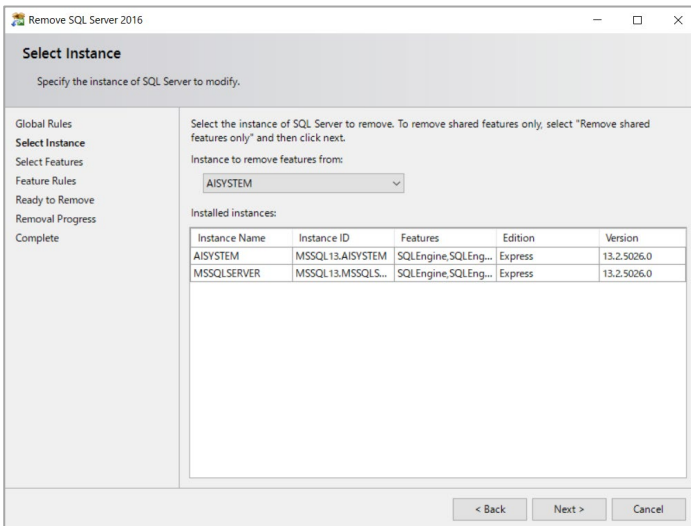 Remove SQL Server 2016
Select Instance
Specify the instance of SQL Server to modify.
Global Rules
Select Instance
Select Features
Feature Rules
Ready to Remove
Removal Progress
Complete
Select the instance of SQL Server to remove. To remove shared features only, select "Remove shared
features only" and then click next.
Instance to remove features from:
AISYSTEM
Installed instances:
Instance Name Instance ID Features Edition Version
AISYSTEM MSSQL13.AISYSTEM SQLEngine,SQLEng... Express 13.2.5026.0
MSSQLSERVER MSSQL13.MSSQLS... SQLEngine,SQLEng... Express 13.2.5026.0
< Back Next > Cancel